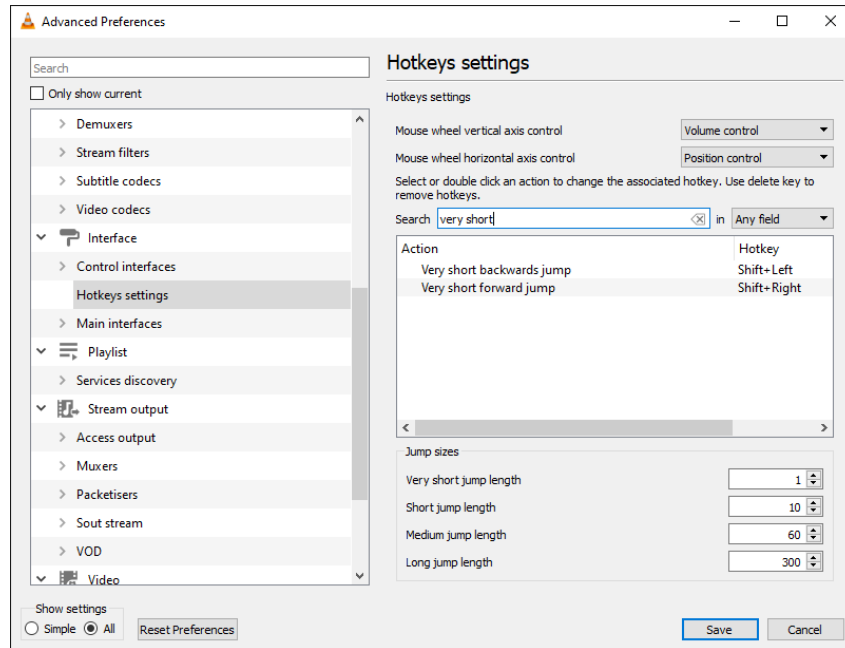 Advanced Preferences
Search
Only show current
Demuxers
Stream filters
Subtitle codecs
Video codecs
Interface
Control interfaces
Hotkeys settings
Main interfaces
Playlist
Services discovery
Stream output
Access output
Muxers
Packetisers
Sout stream
VOD
Video
Show settings
Simple All
Reset Preferences
Hotkeys settings
Hotkeys settings
Mouse wheel vertical axis control Volume control
Mouse wheel horizontal axis control Position control
Select or double click an action to change the associated hotkey. Use delete key to
remove hotkeys.
Search very short in Any field
Action Hotkey
Very short backwards jump Shift+Left
Very short forward jump Shift+Right
Jump sizes
Very short jump length 1
Short jump length 10
Medium jump length 60
Long jump length 300
Save Cancel